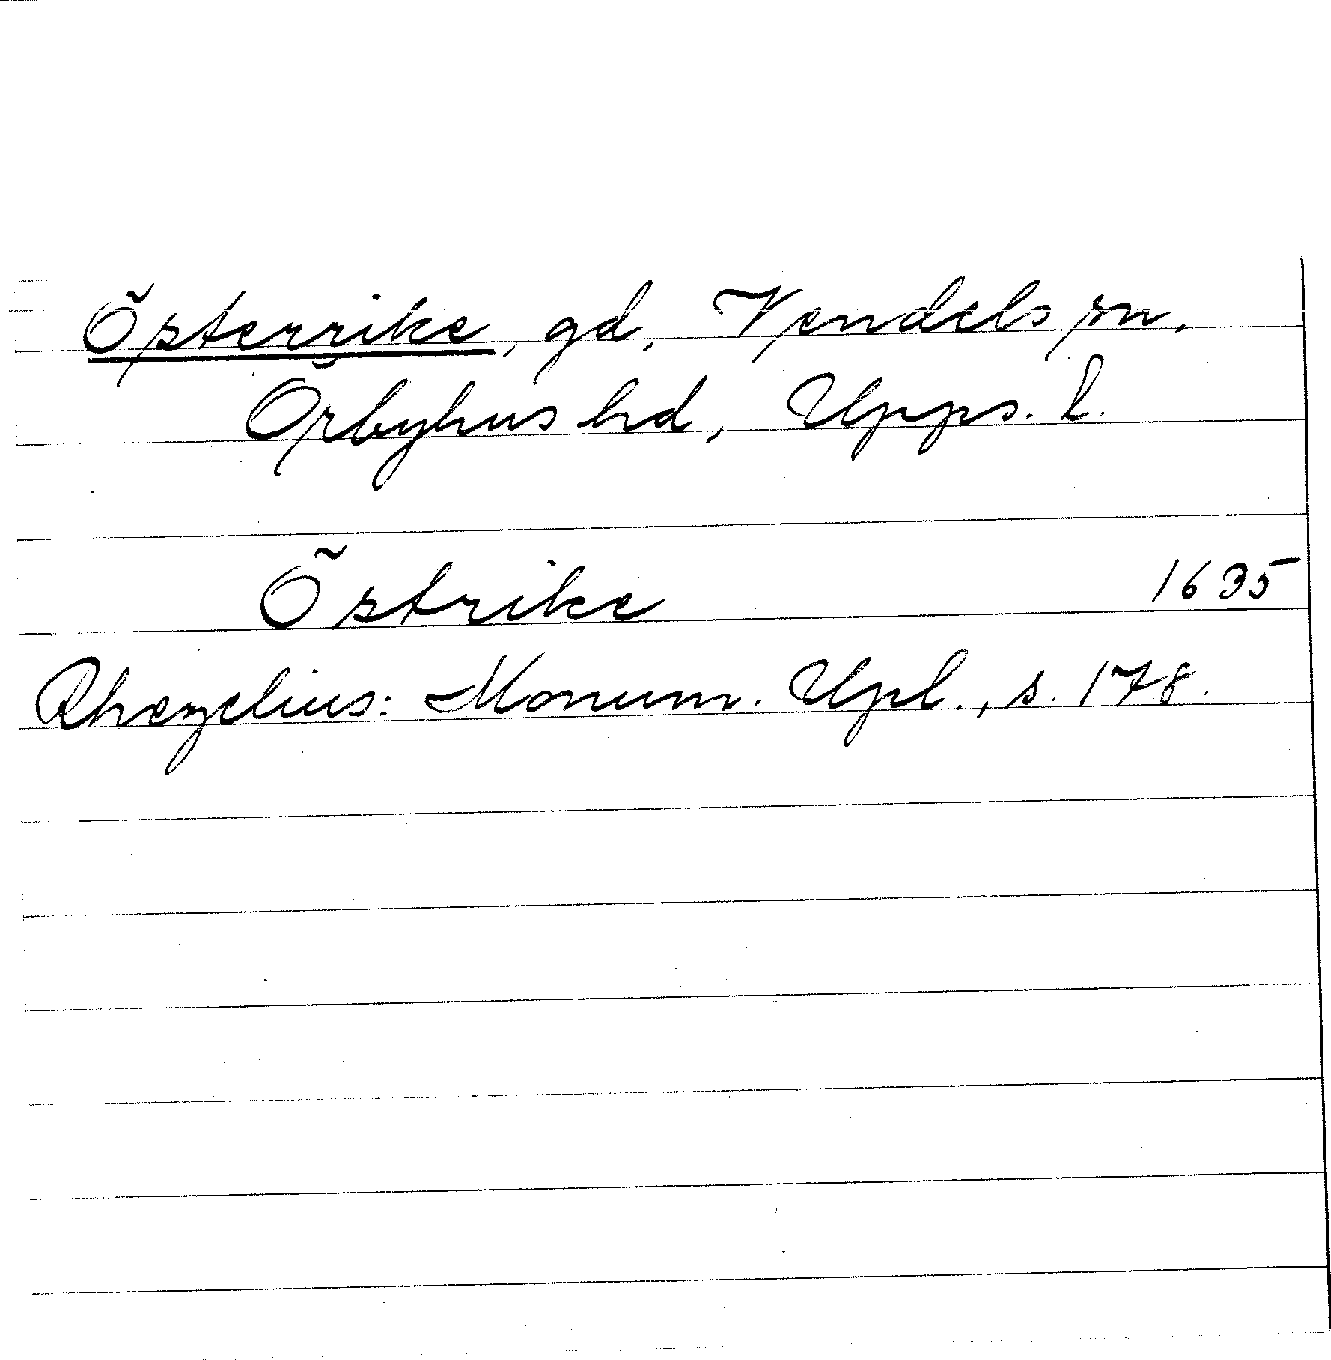 Österrike, gd, Vendels sn,
Örbyhus hd, Upps. l.
Östrike 1635
Rhezelius: Monum. Upl., s. 178.